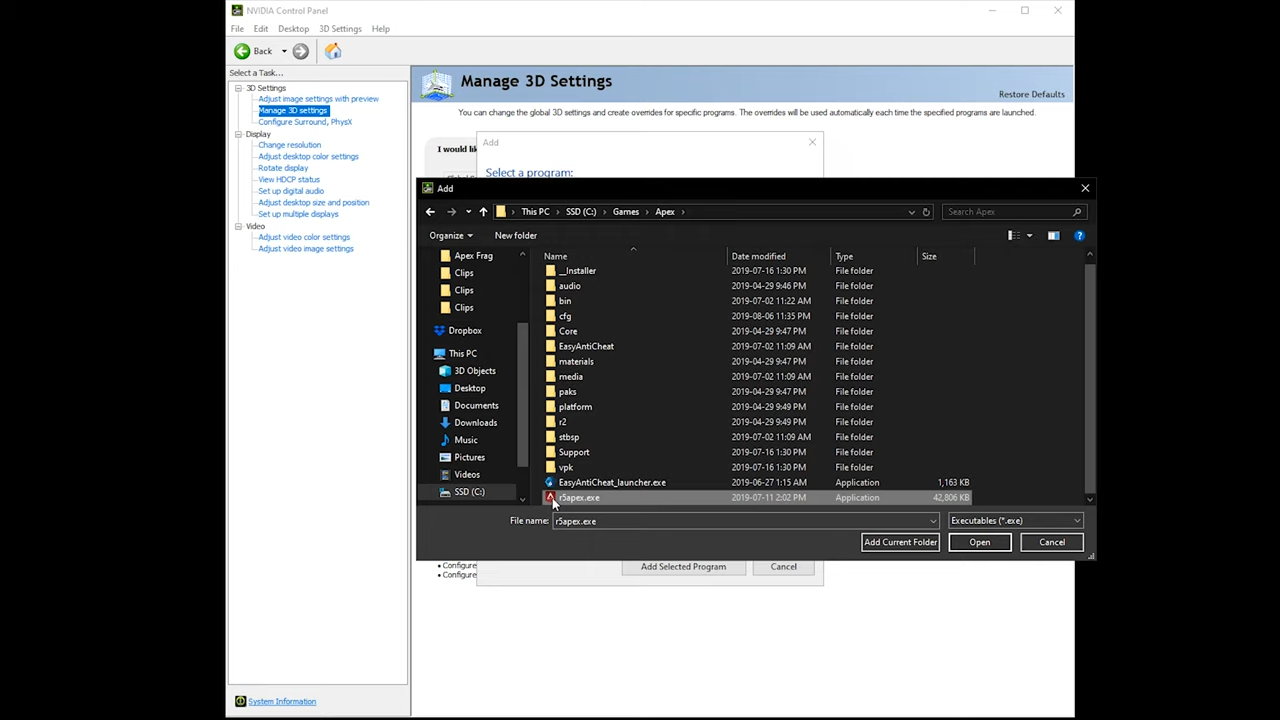 NVIDIA Control Panel
File Edit Desktop 3D Settings Help
Back
Select a Task...
3D Settings
Adjust image settings with preview
Manage 3D settings
Configure Surround, PhysX
Display
Change resolution
Adjust desktop color settings
Rotate display
View HDCP status
Set up digital audio
Adjust desktop size and position
Set up multiple displays
Video
Adjust video color settings
Adjust video image settings
System Information
Manage 3D Settings
Restore Defaults
You can change the global 3D settings and create overrides for specific programs. The overrides will be used automatically each time the specified programs are launched.
I would lik
Add
Select a program:
Add
This PC > SSD (C:) > Games > Apex >
Search Apex
Organize New folder
Apex Frag
Clips
Clips
Clips
Dropbox
This PC
3D Objects
Desktop
Documents
Downloads
Music
Pictures
Videos
SSD (C:)
Name Date modified Type Size
__Installer 2019-07-16 1:30 PM File folder
audio 2019-04-29 9:46 PM File folder
bin 2019-07-02 11:22 AM File folder
cfg 2019-08-06 11:35 PM File folder
Core 2019-04-29 9:47 PM File folder
EasyAntiCheat 2019-07-02 11:09 AM File folder
materials 2019-04-29 9:47 PM File folder
media 2019-07-02 11:09 AM File folder
paks 2019-04-29 9:47 PM File folder
platform 2019-04-29 9:49 PM File folder
r2 2019-04-29 9:49 PM File folder
stbsp 2019-07-02 11:09 AM File folder
Support 2019-07-16 1:30 PM File folder
vpk 2019-07-16 1:30 PM File folder
EasyAntiCheat_launcher.exe 2019-06-27 1:15 AM Application 1,163 KB
r5apex.exe 2019-07-11 2:02 PM Application 42,806 KB
File name: r5apex.exe Executables (*.exe)
Add Current Folder Open Cancel
• Configure
• Configure
Add Selected Program Cancel